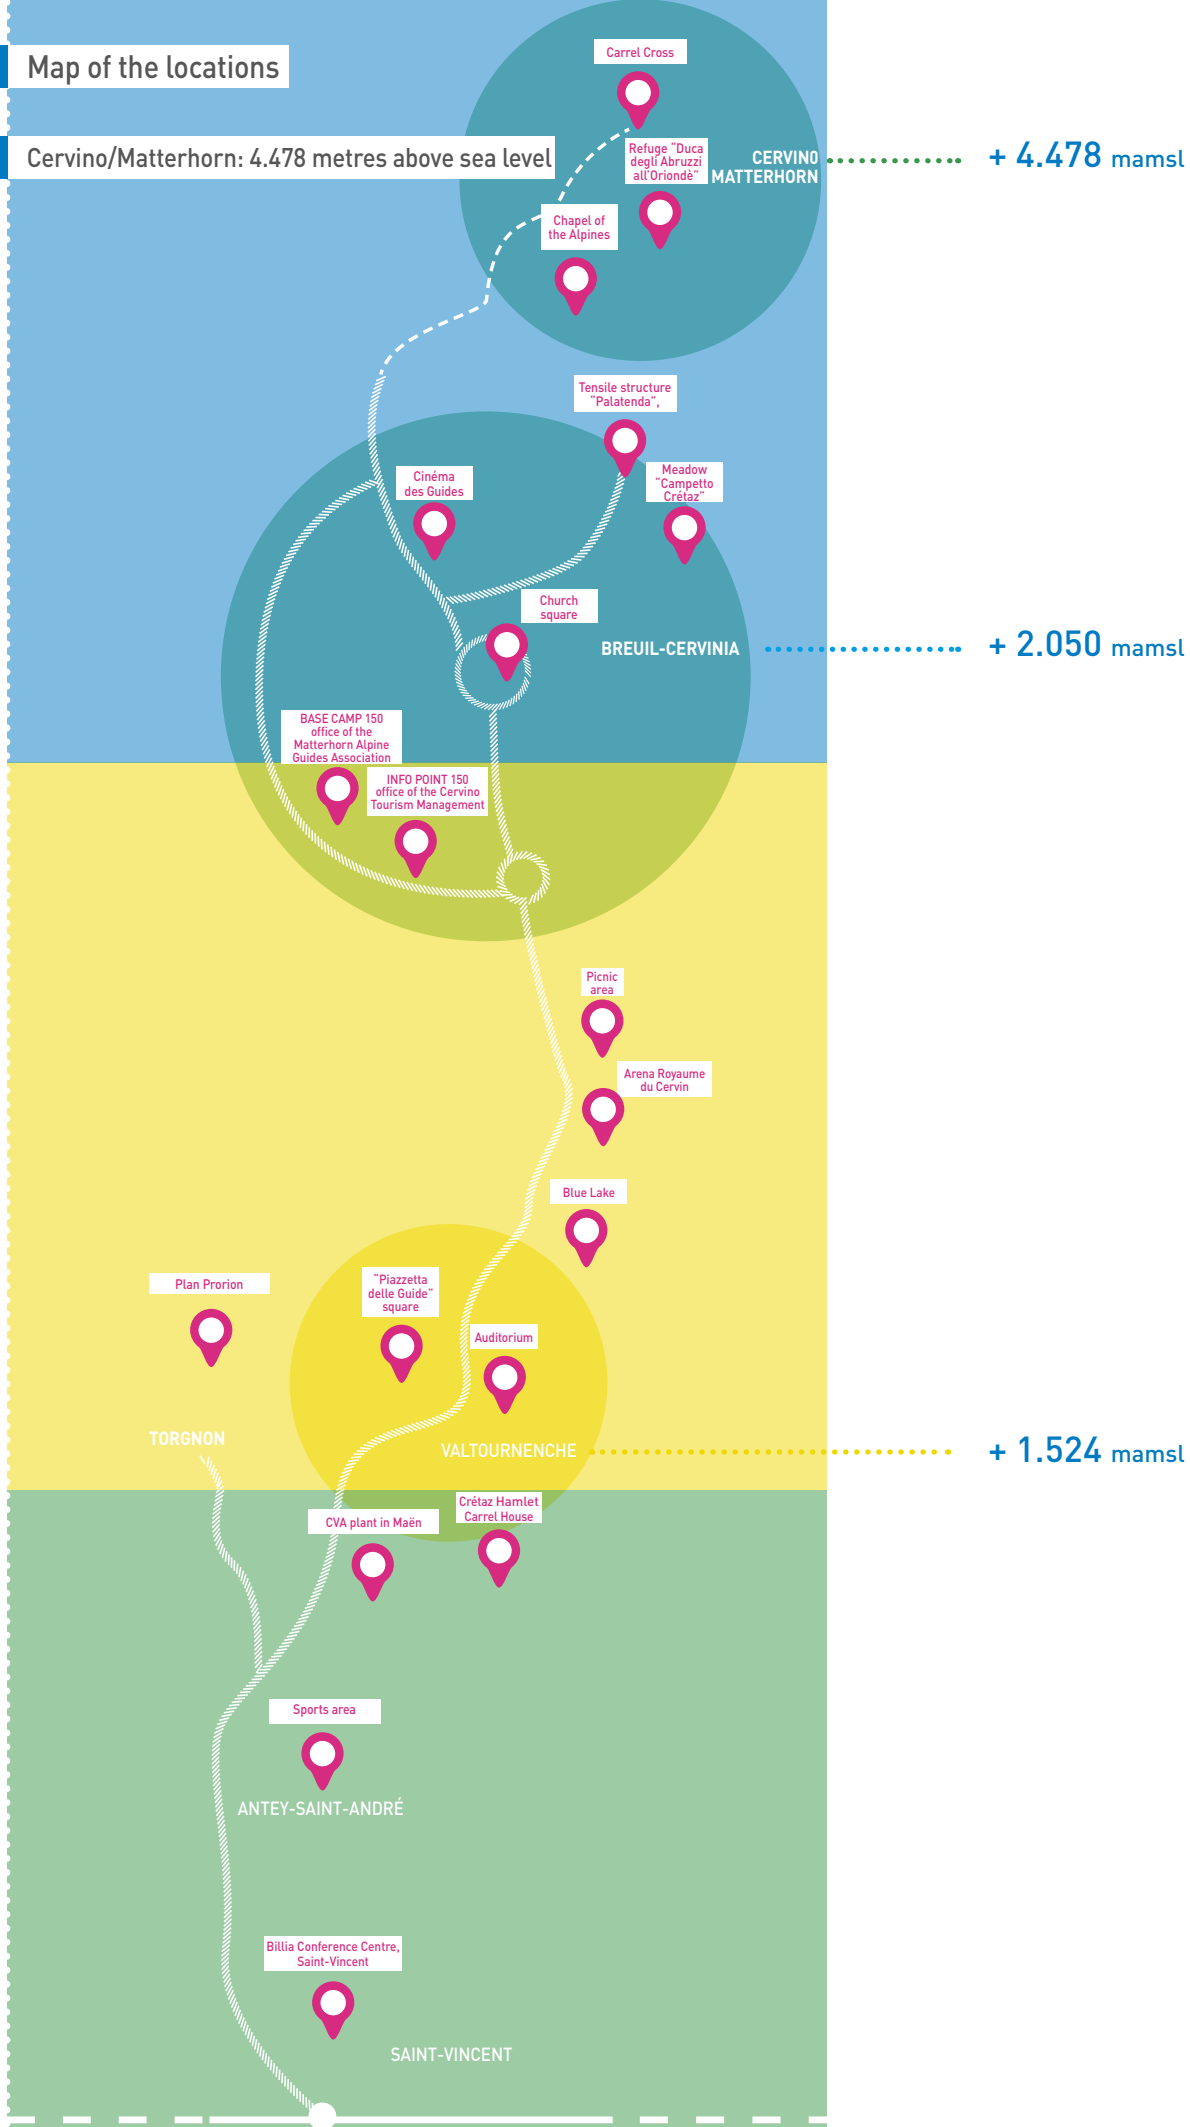 Map of the locations
Cervino/Matterhorn: 4.478 metres above sea level
Carrel Cross
Refuge "Duca
degli Abruzzi
all'Oriondè"
CERVINO
MATTERHORN
+ 4.478 mamsl
Chapel of
the Alpines
Tensile structure
"Palatenda",
Cinéma
des Guides
Meadow
"Campetto
Crétaz"
Church
square
BREUIL-CERVINIA
+ 2.050 mamsl
BASE CAMP 150
office of the
Matterhorn Alpine
Guides Association
INFO POINT 150
office of the Cervino
Tourism Management
Picnic
area
Arena Royaume
du Cervin
Blue Lake
Plan Prorion
"Piazzetta
delle Guide"
square
Auditorium
TORGNON
VALTOURNENCHE
+ 1.524 mamsl
Crétaz Hamlet
Carrel House
CVA plant in Maën
Sports area
ANTEY-SAINT-ANDRÉ
Billia Conference Centre,
Saint-Vincent
SAINT-VINCENT